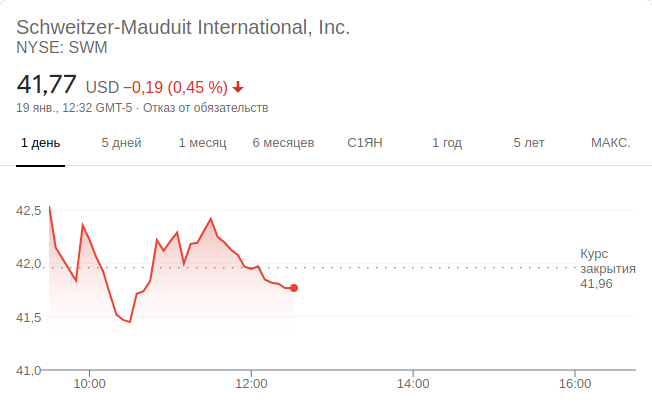 Schweitzer-Mauduit International, Inc.
NYSE: SWM
41,77 USD −0,19 (0,45 %)
19 янв., 12:32 GMT-5 · Отказ от обязательств
1 день 5 дней 1 месяц 6 месяцев С1ЯН 1 год 5 лет МАКС.
42,5
42,0
41,5
41,0
Курс
закрытия
41,96
10:00 12:00 14:00 16:00